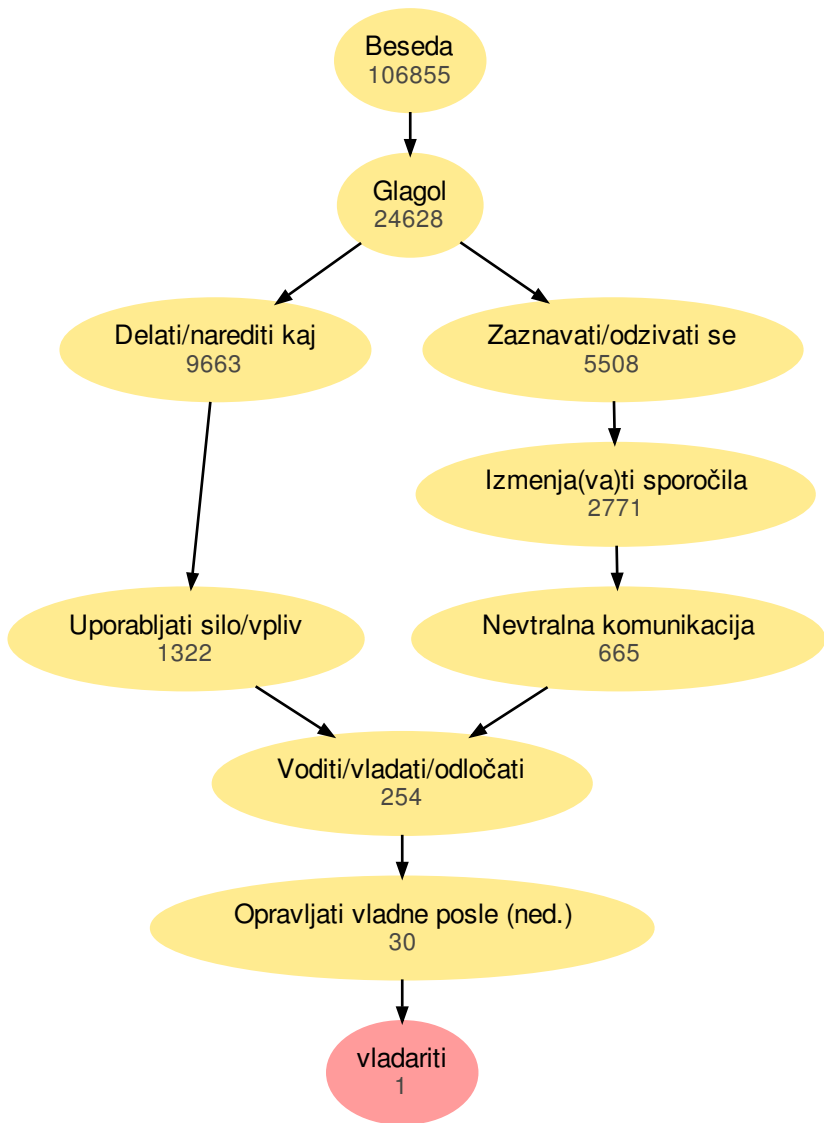 Beseda
106855
Glagol
24628
Delati/narediti kaj
9663
Zaznavati/odzivati se
5508
Izmenja(va)ti sporočila
2771
Uporabljati silo/vpliv
1322
Nevtralna komunikacija
665
Voditi/vladati/odločati
254
Opravljati vladne posle (ned.)
30
vladariti
1